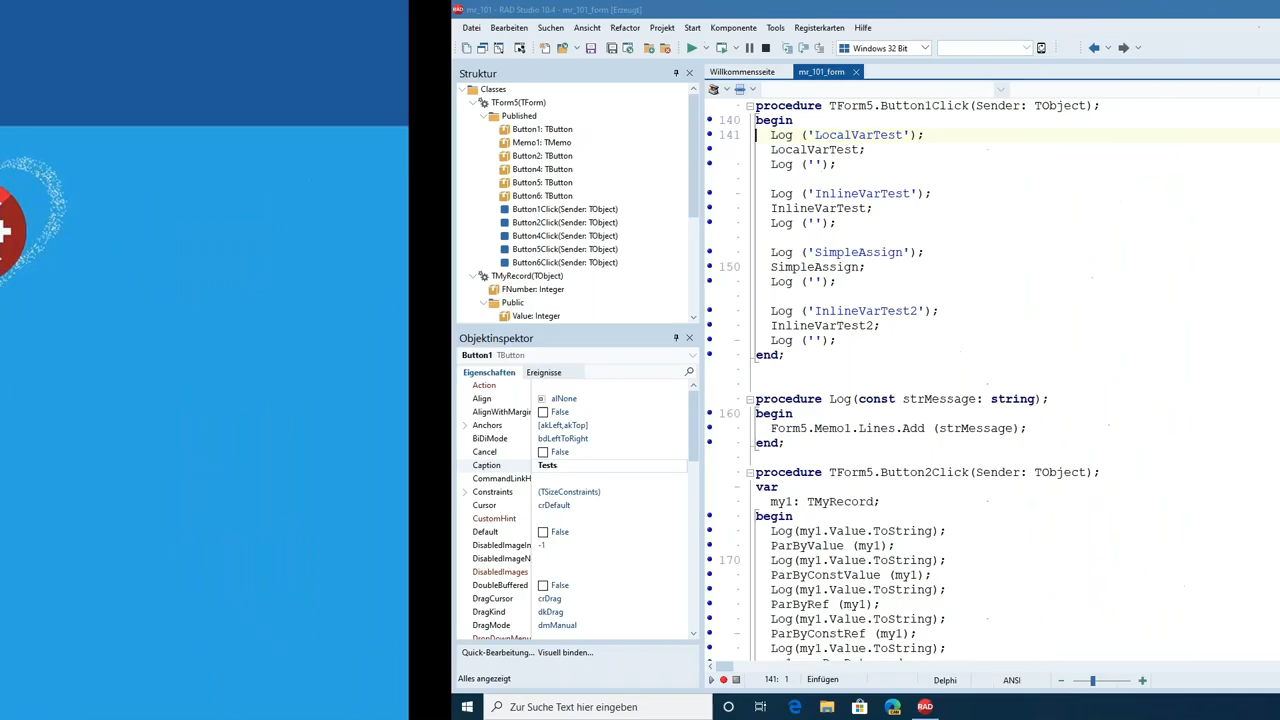 mr_101 - RAD Studio 10.4 - mr_101_form [Erzeugt]
Datei Bearbeiten Suchen Ansicht Refactor Projekt Start Komponente Tools Registerkarten Hilfe
Windows 32 Bit
Struktur
Classes
TForm5(TForm)
Published
Button1: TButton
Memo1: TMemo
Button2: TButton
Button4: TButton
Button5: TButton
Button6: TButton
Button1Click(Sender: TObject)
Button2Click(Sender: TObject)
Button4Click(Sender: TObject)
Button5Click(Sender: TObject)
Button6Click(Sender: TObject)
TMyRecord(TObject)
FNumber: Integer
Public
Value: Integer
Objektinspektor
Button1 TButton
Eigenschaften Ereignisse
Action
Align alNone
AlignWithMargir False
Anchors [akLeft,akTop]
BiDiMode bdLeftToRight
Cancel False
Caption Tests
CommandLinkH
Constraints (TSizeConstraints)
Cursor crDefault
CustomHint
Default False
DisabledImageIn -1
DisabledImageN
DisabledImages
DoubleBuffered False
DragCursor crDrag
DragKind dkDrag
DragMode dmManual
DropDownMenu
Quick-Bearbeitung... Visuell binden...
Alles angezeigt
Willkommensseite mr_101_form
procedure TForm5.Button1Click(Sender: TObject);
140 begin
141 Log ('LocalVarTest');
LocalVarTest;
Log ('');
Log ('InlineVarTest');
InlineVarTest;
Log ('');
Log ('SimpleAssign');
150 SimpleAssign;
Log ('');
Log ('InlineVarTest2');
InlineVarTest2;
Log ('');
end;
procedure Log(const strMessage: string);
160 begin
Form5.Memo1.Lines.Add (strMessage);
end;
procedure TForm5.Button2Click(Sender: TObject);
var
my1: TMyRecord;
begin
Log(my1.Value.ToString);
ParByValue (my1);
170 Log(my1.Value.ToString);
ParByConstValue (my1);
Log(my1.Value.ToString);
ParByRef (my1);
Log(my1.Value.ToString);
ParByConstRef (my1);
Log(my1.Value.ToString);
141: 1 Einfügen Delphi ANSI
Zur Suche Text hier eingeben
RAD